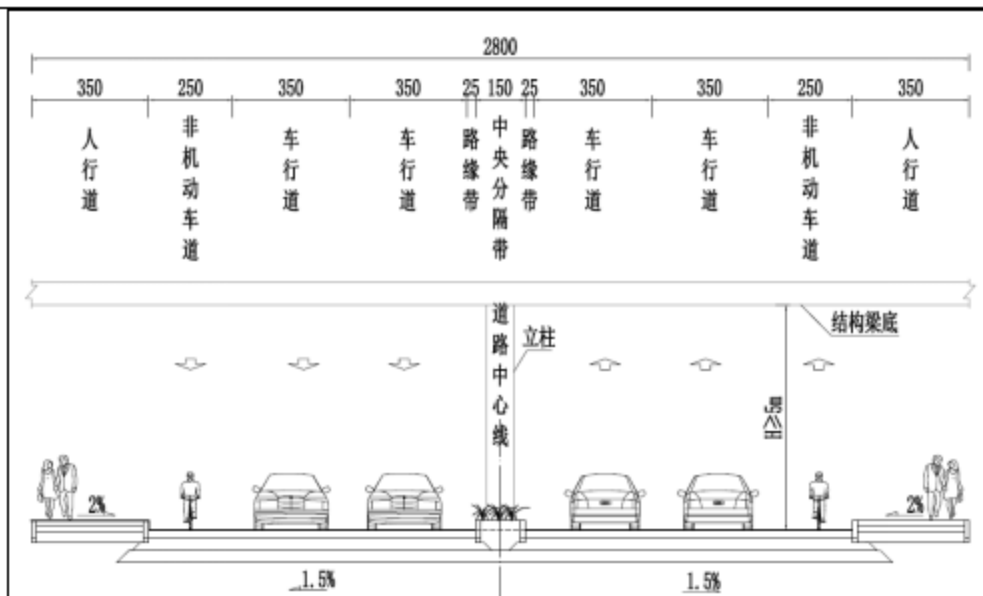 2800
350 250 350 350 25 150 25 350 350 250 350
人行道
非机动车道
车行道
车行道
路缘带
中央分隔带
路缘带
车行道
车行道
非机动车道
人行道
道路中心线
立柱
结构梁底
H≥5m
2%
2%
1.5%
1.5%